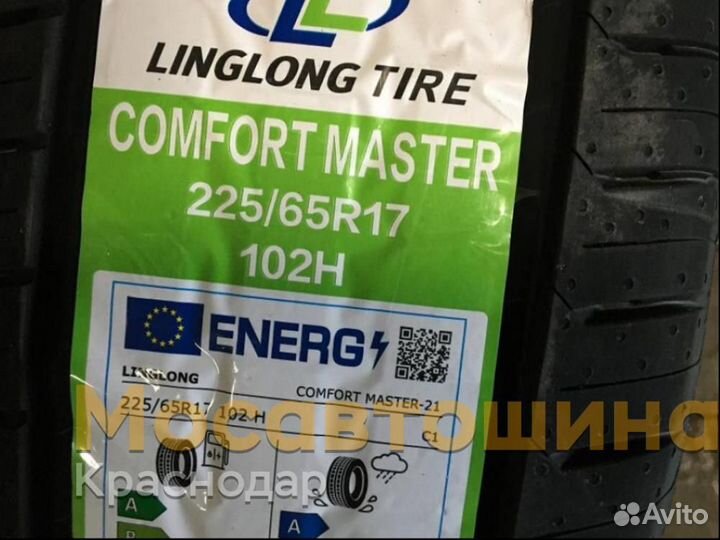 LL
LINGLONG TIRE
COMFORT MASTER
225/65R17
102H
ENERG
LINGLONG
COMFORT MASTER-21
225/65R17 102 H
C1
Мосавтошина
Краснодар
A
B
A
Avito